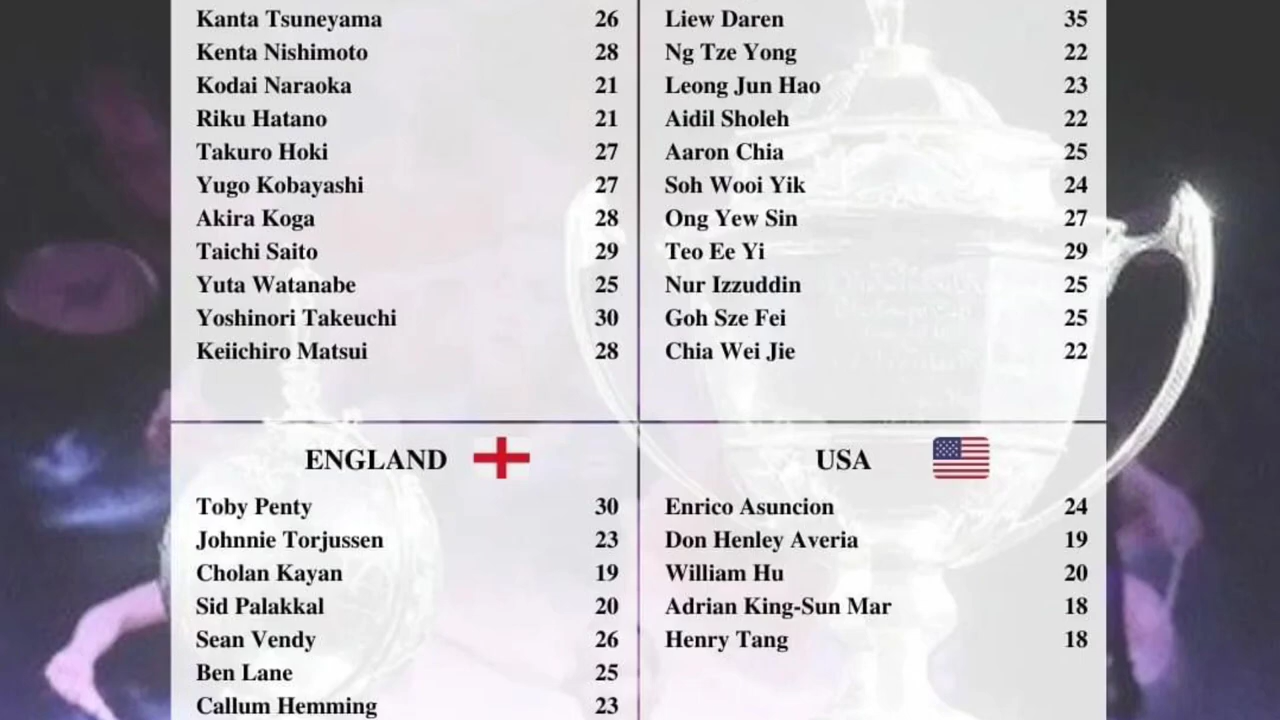 Kanta Tsuneyama 26
Kenta Nishimoto 28
Kodai Naraoka 21
Riku Hatano 21
Takuro Hoki 27
Yugo Kobayashi 27
Akira Koga 28
Taichi Saito 29
Yuta Watanabe 25
Yoshinori Takeuchi 30
Keiichiro Matsui 28
Liew Daren 35
Ng Tze Yong 22
Leong Jun Hao 23
Aidil Sholeh 22
Aaron Chia 25
Soh Wooi Yik 24
Ong Yew Sin 27
Teo Ee Yi 29
Nur Izzuddin 25
Goh Sze Fei 25
Chia Wei Jie 22
ENGLAND
Toby Penty 30
Johnnie Torjussen 23
Cholan Kayan 19
Sid Palakkal 20
Sean Vendy 26
Ben Lane 25
Callum Hemming 23
USA
Enrico Asuncion 24
Don Henley Averia 19
William Hu 20
Adrian King-Sun Mar 18
Henry Tang 18